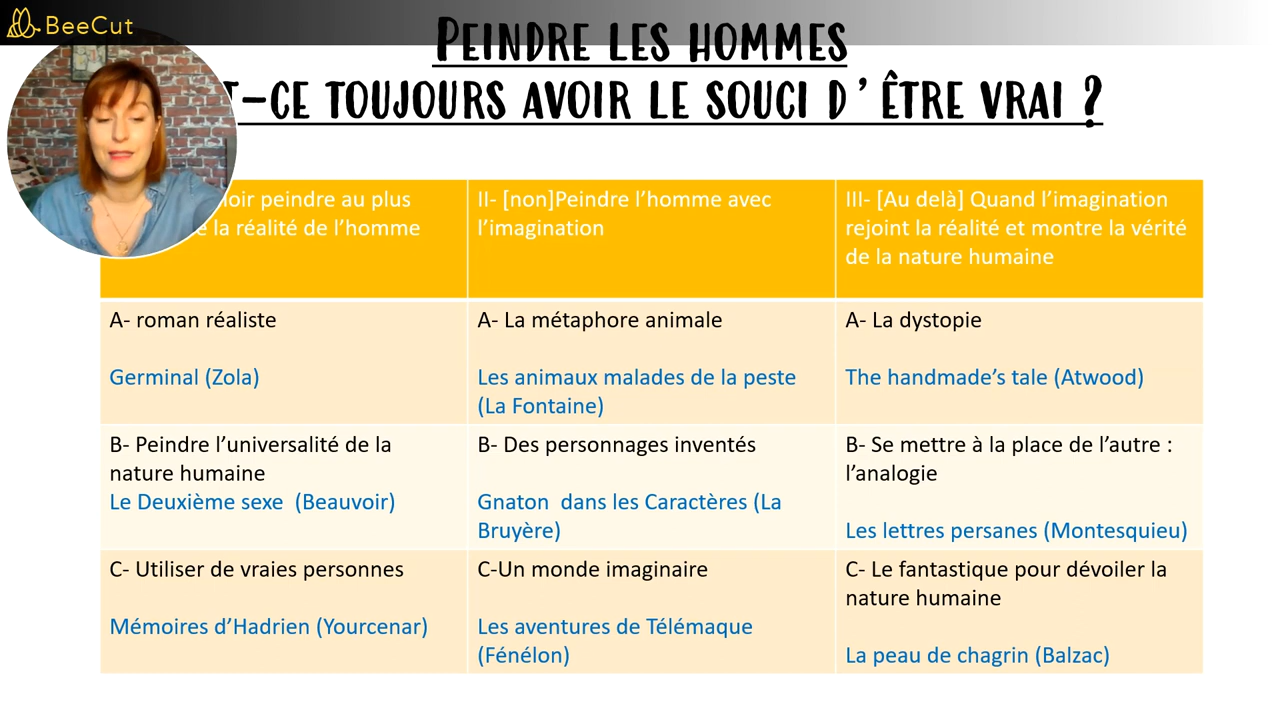 BeeCut
PEINDRE LES HOMMES
T-CE TOUJOURS AVOIR LE SOUCI D'ÊTRE VRAI ?
peindre au plus
la réalité de l'homme
II- [non]Peindre l'homme avec
l'imagination
III- [Au delà] Quand l'imagination
rejoint la réalité et montre la vérité
de la nature humaine
A- roman réaliste
Germinal (Zola)
A- La métaphore animale
Les animaux malades de la peste
(La Fontaine)
A- La dystopie
The handmade's tale (Atwood)
B- Peindre l'universalité de la
nature humaine
Le Deuxième sexe (Beauvoir)
B- Des personnages inventés
Gnaton dans les Caractères (La
Bruyère)
B- Se mettre à la place de l'autre :
l'analogie
Les lettres persanes (Montesquieu)
C- Utiliser de vraies personnes
Mémoires d'Hadrien (Yourcenar)
C-Un monde imaginaire
Les aventures de Télémaque
(Fénélon)
C- Le fantastique pour dévoiler la
nature humaine
La peau de chagrin (Balzac)